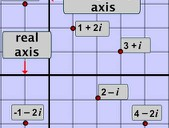 axis
1 + 2i
real
axis
3 + i
2 – i
-1 – 2i
4 – 2i